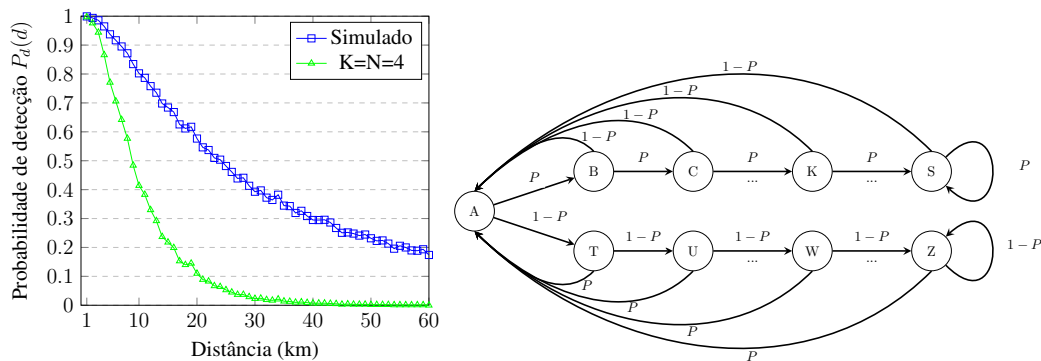 Probabilidade de detecção P_d(d)
1
0.9
0.8
0.7
0.6
0.5
0.4
0.3
0.2
0.1
0
1 10 20 30 40 50 60
Distância (km)
Simulado
K=N=4
1−P
1−P
1−P
1−P
B P C P K P S P
... ...
P
A
1−P
T 1−P U 1−P W 1−P Z 1−P
... ...
P
P
P
P